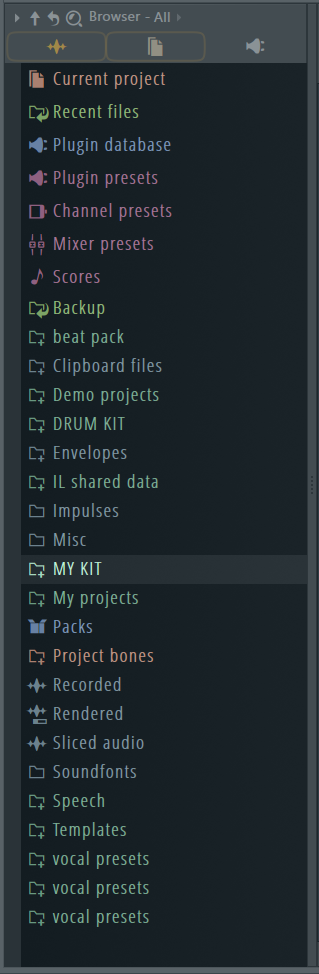 Browser - All
Current project
Recent files
Plugin database
Plugin presets
Channel presets
Mixer presets
Scores
Backup
beat pack
Clipboard files
Demo projects
DRUM KIT
Envelopes
IL shared data
Impulses
Misc
MY KIT
My projects
Packs
Project bones
Recorded
Rendered
Sliced audio
Soundfonts
Speech
Templates
vocal presets
vocal presets
vocal presets